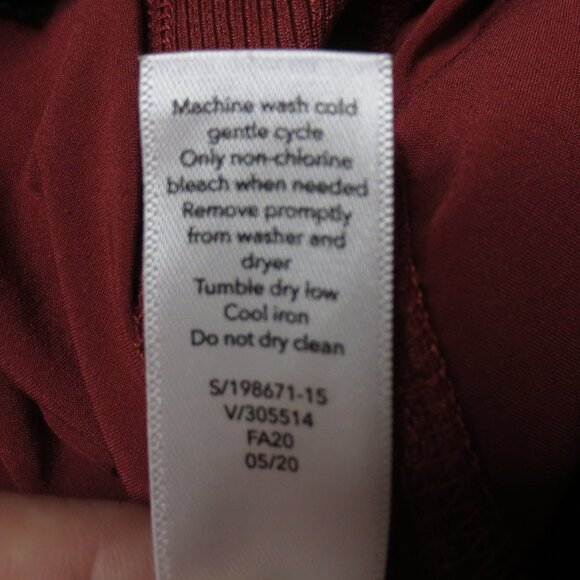 Machine wash cold
gentle cycle
Only non-chlorine
bleach when needed
Remove promptly
from washer and
dryer
Tumble dry low
Cool iron
Do not dry clean
S/198671-15
V/305514
FA20
05/20